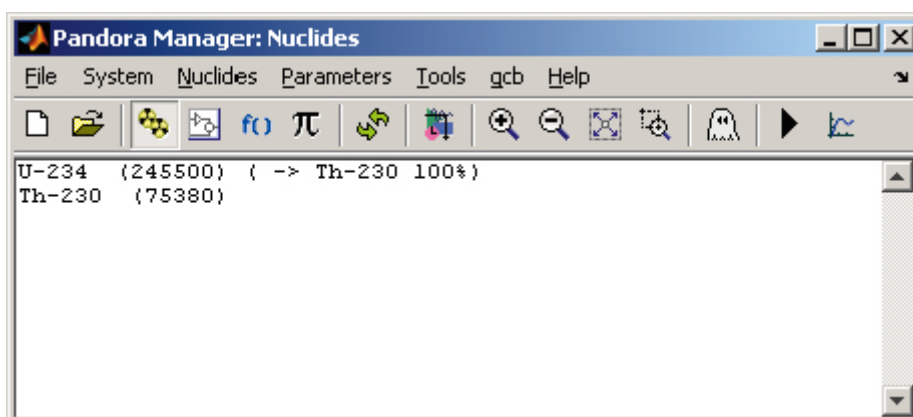 Pandora Manager: Nuclides
File System Nuclides Parameters Tools gcb Help
f() π
U-234 (245500) ( -> Th-230 100%)
Th-230 (75380)